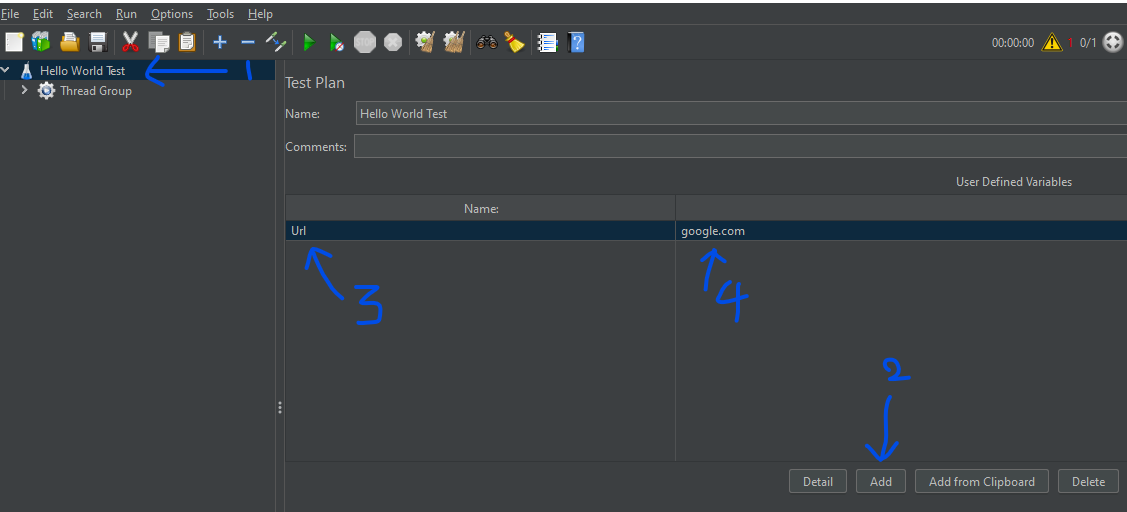 File Edit Search Run Options Tools Help
STOP 00:00:00 1 0/1
Hello World Test 1
Thread Group
Test Plan
Name: Hello World Test
Comments:
User Defined Variables
Name:
Url google.com
3 4
2
Detail Add Add from Clipboard Delete